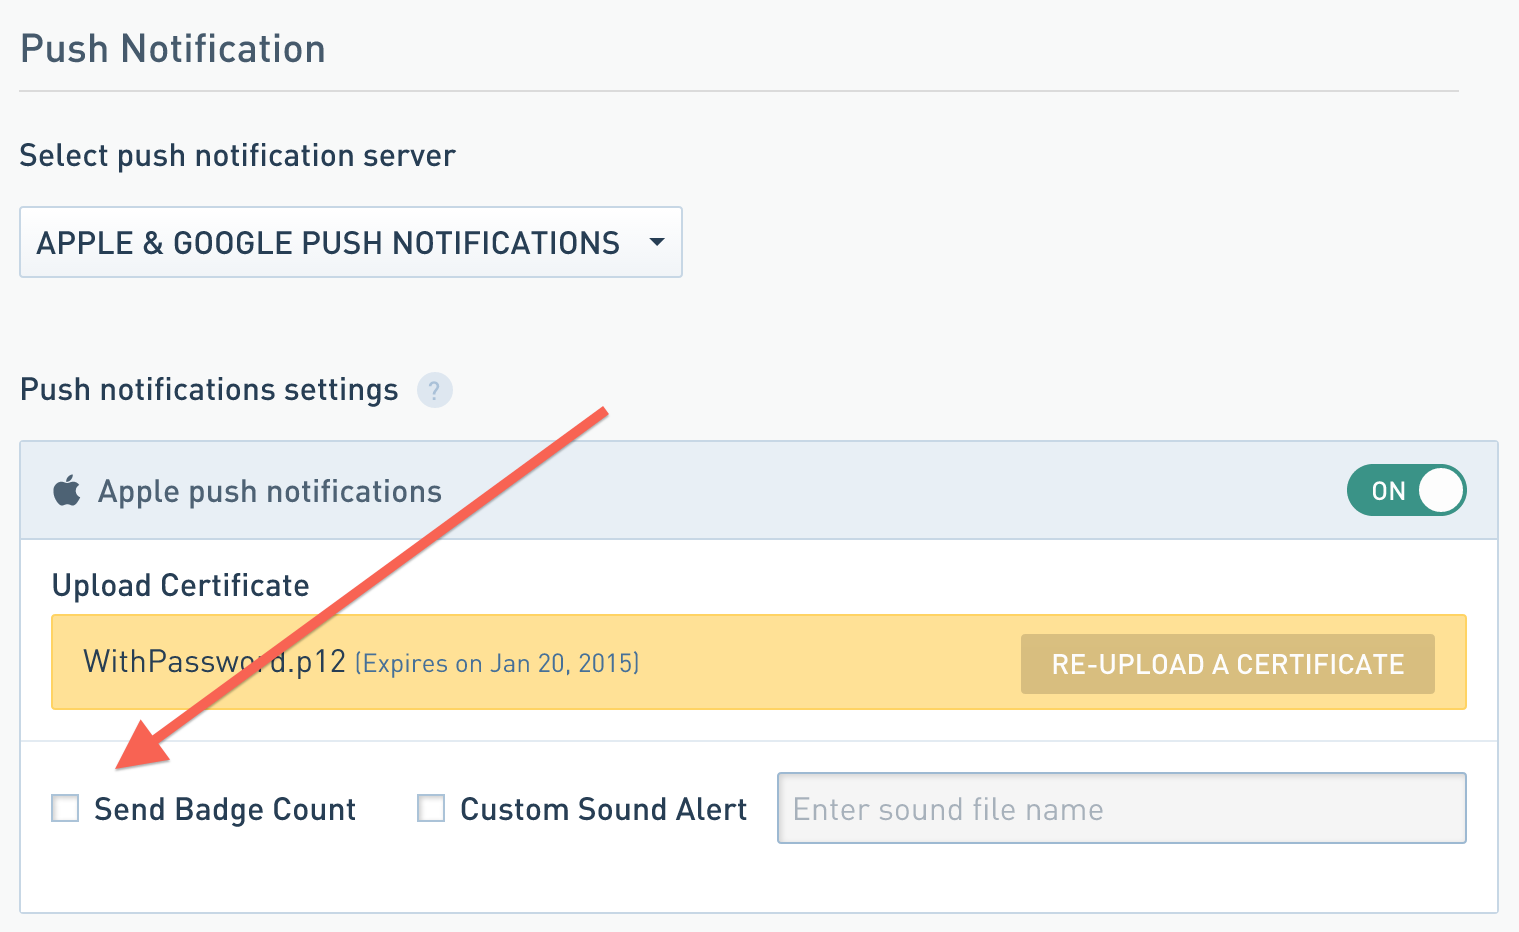 Push Notification
Select push notification server
APPLE & GOOGLE PUSH NOTIFICATIONS
Push notifications settings ?
Apple push notifications ON
Upload Certificate
WithPassword.p12 (Expires on Jan 20, 2015) RE-UPLOAD A CERTIFICATE
Send Badge Count Custom Sound Alert Enter sound file name